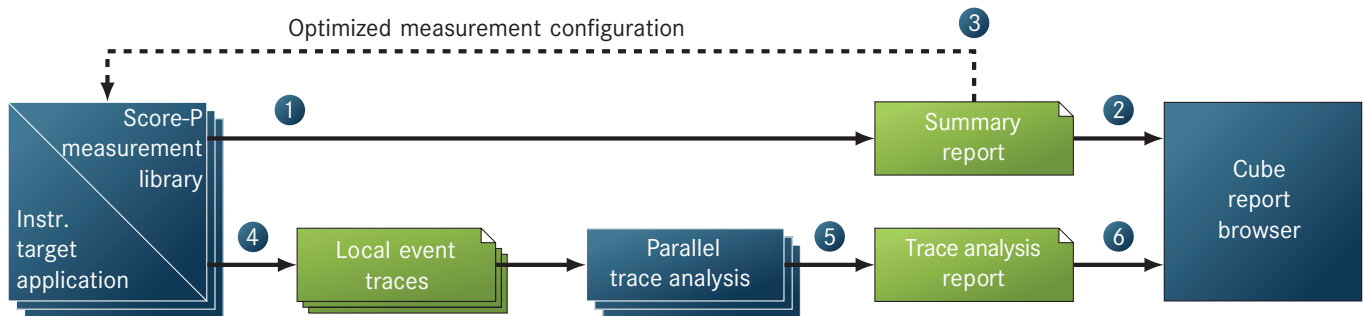 Optimized measurement configuration
3
Score-P
measurement
library
Instr.
target
application
1
Summary
report
2
Cube
report
browser
4
Local event
traces
Parallel
trace analysis
5
Trace analysis
report
6